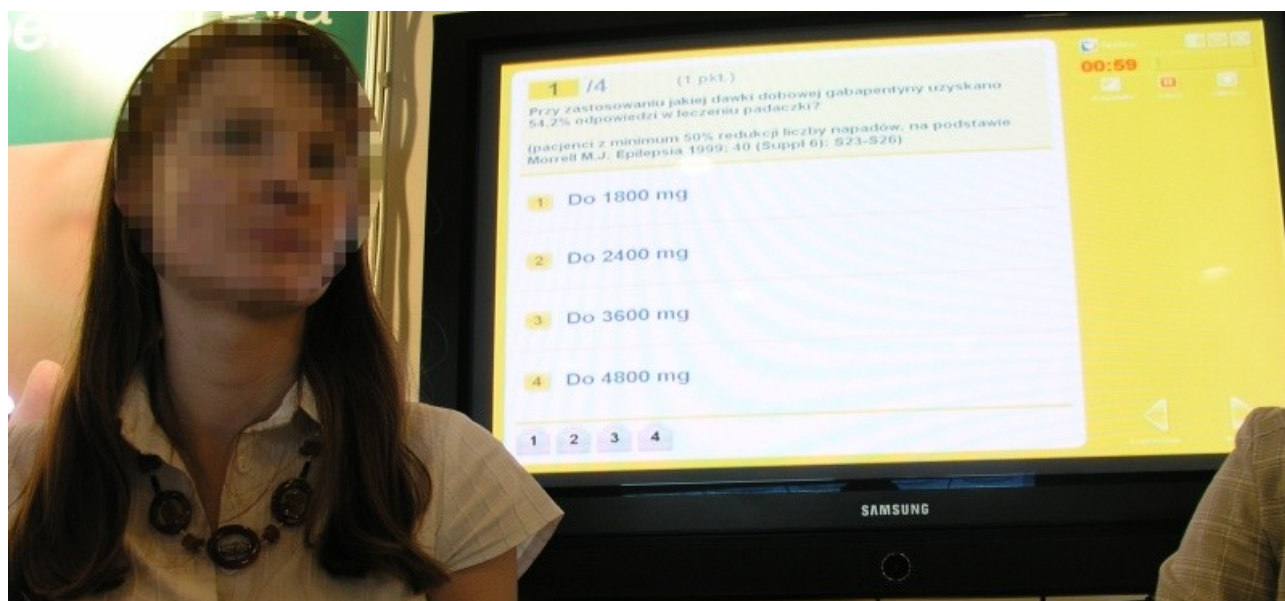 eva
1 /4 (1 pkt.)
Przy zastosowaniu jakiej dawki dobowej gabapentyny uzyskano
54,2% odpowiedzi w leczeniu padaczki?
(pacjenci z minimum 50% redukcji liczby napadów, na podstawie
Morrell M.J. Epilepsia 1999; 40 (Suppl 6): S23-S26)
1 Do 1800 mg
2 Do 2400 mg
3 Do 3600 mg
4 Do 4800 mg
1 2 3 4
00:59
SAMSUNG